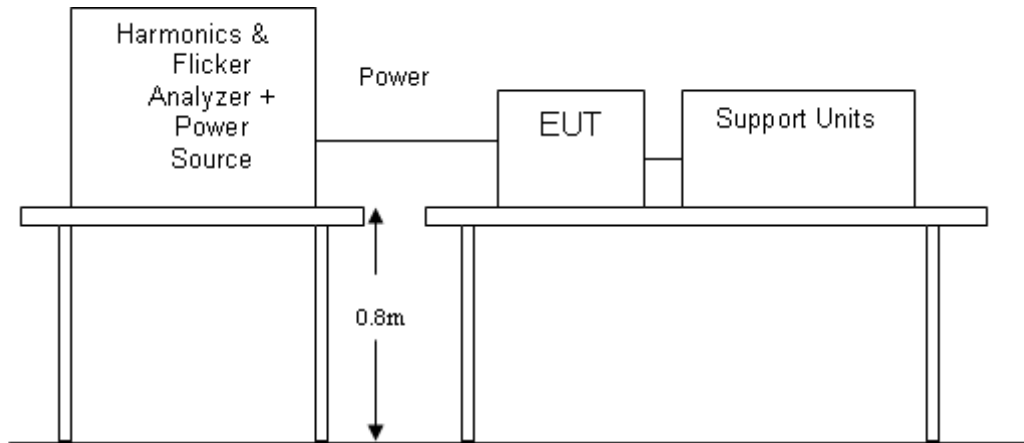 Harmonics &
Flicker
Analyzer +
Power
Source
Power
EUT
Support Units
0.8m